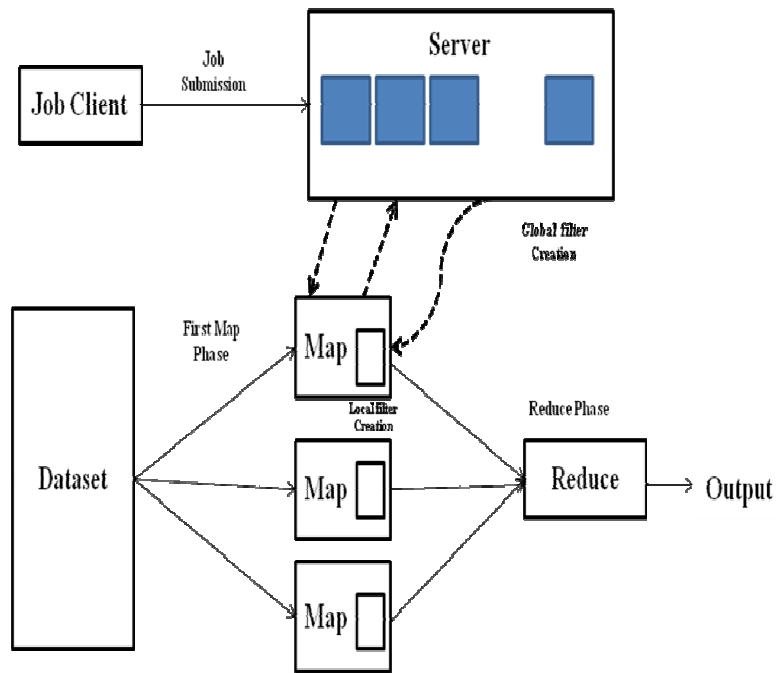 Server
Job
Submission
Job Client
Global filter
Creation
First Map
Phase
Map
Local filter
Creation
Reduce Phase
Dataset
Map
Reduce
Output
Map